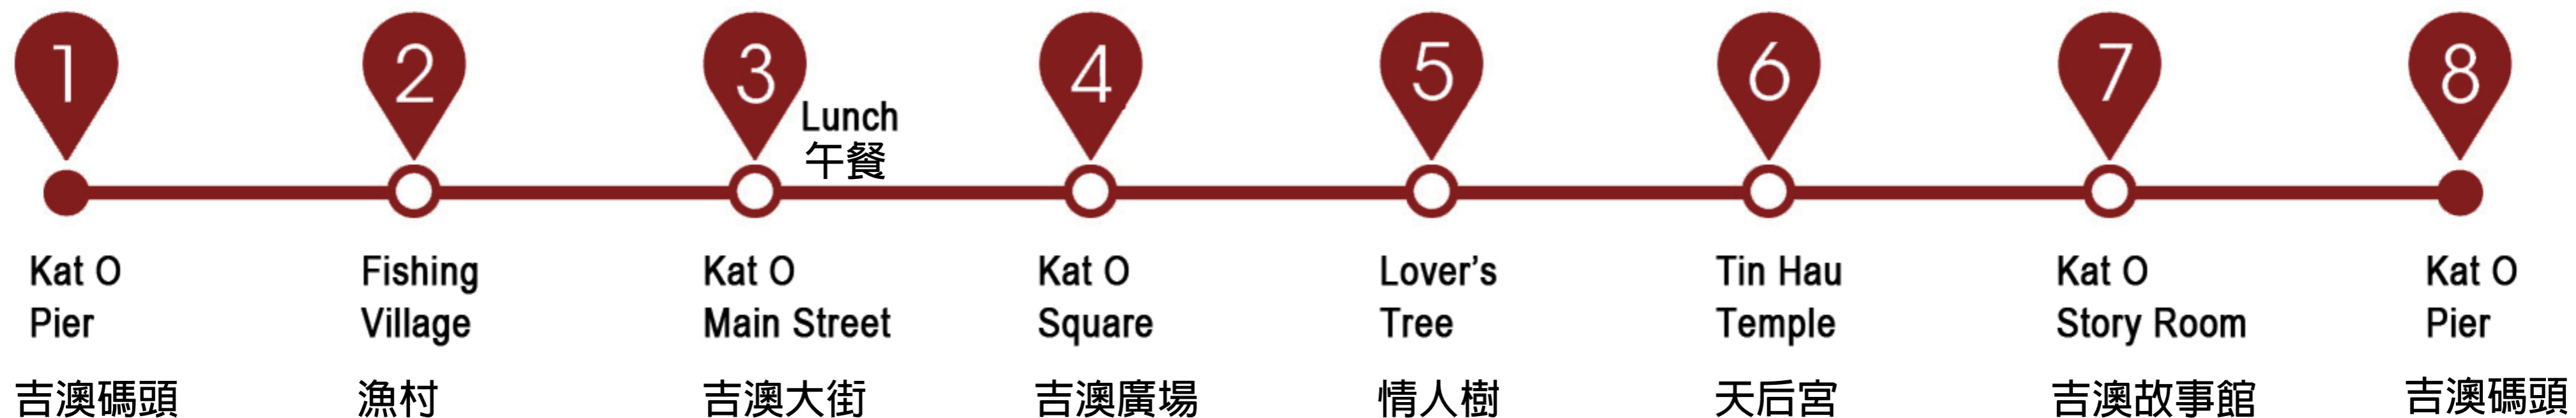 1
2
3
4
5
6
7
8
Lunch
午餐
Kat O
Pier
吉澳碼頭
Fishing
Village
漁村
Kat O
Main Street
吉澳大街
Kat O
Square
吉澳廣場
Lover’s
Tree
情人樹
Tin Hau
Temple
天后宮
Kat O
Story Room
吉澳故事館
Kat O
Pier
吉澳碼頭